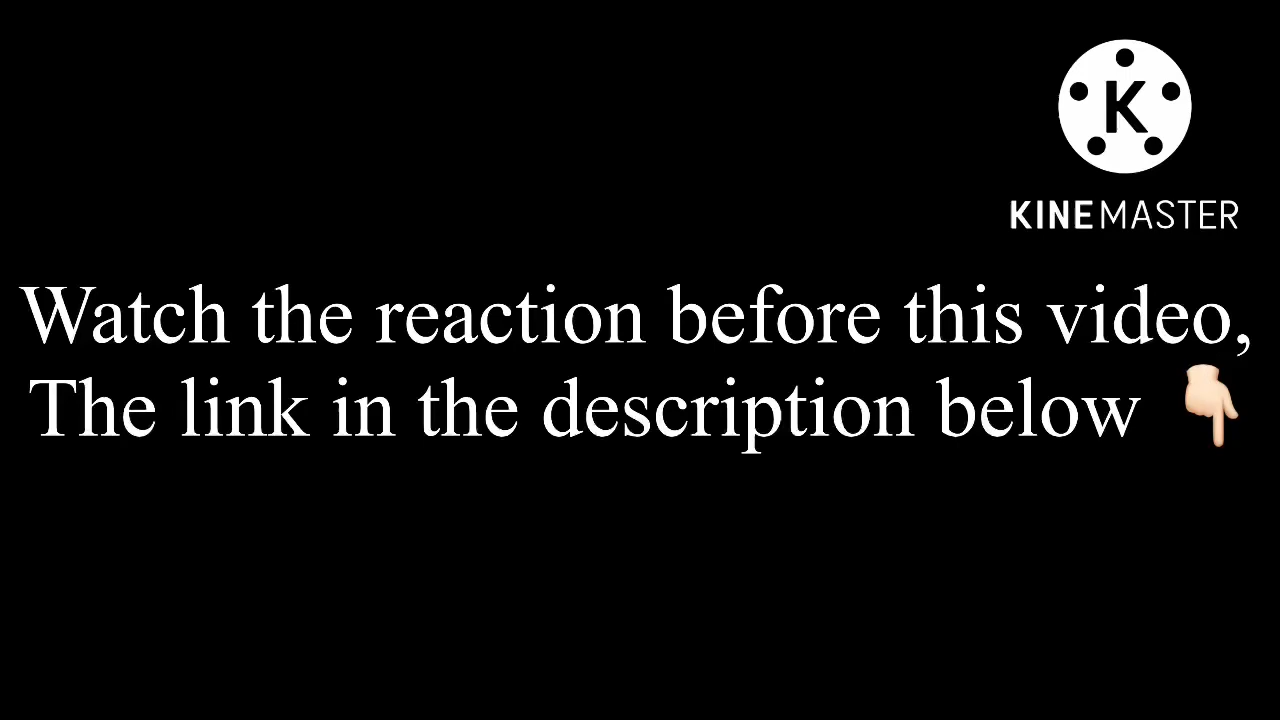 K
KINEMASTER
Watch the reaction before this video,
The link in the description below 👇🏻